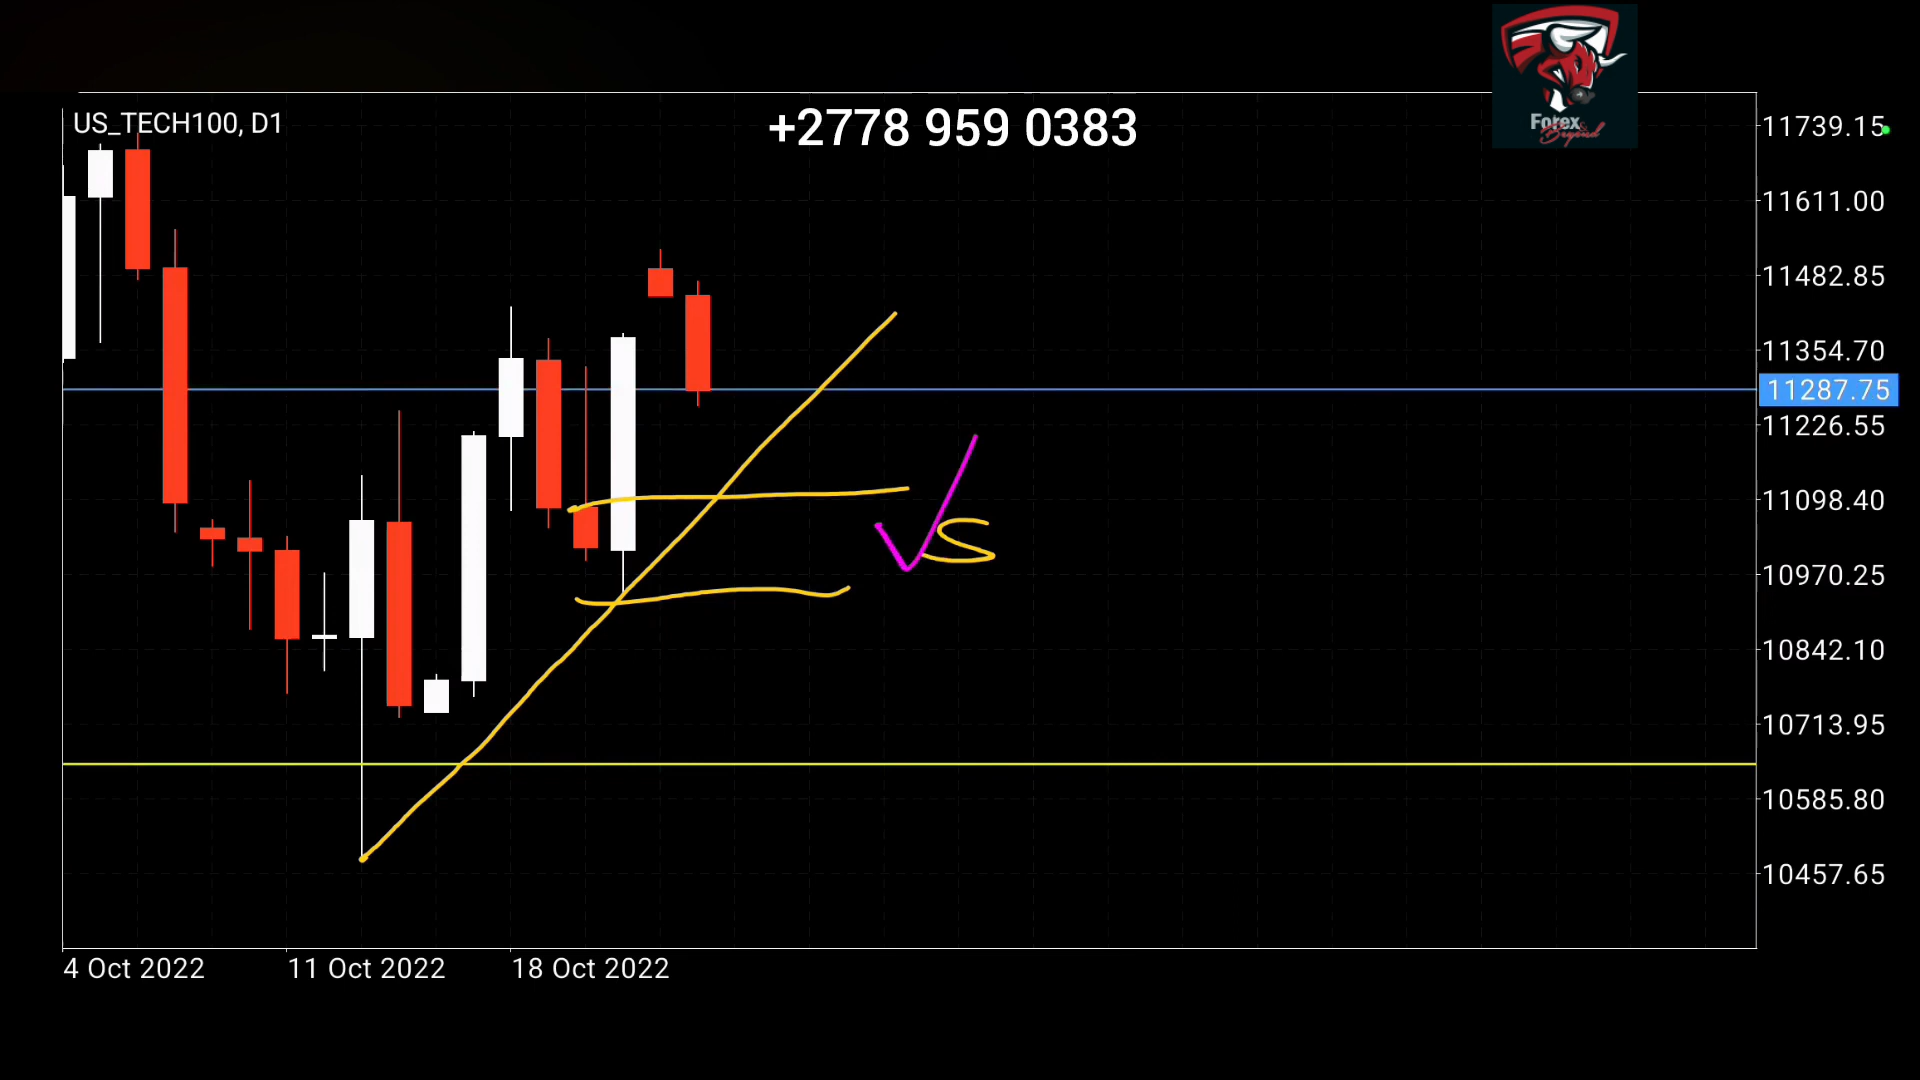 +2778 959 0383
Forex
Beyond
US_TECH100, D1
11739.15
11611.00
11482.85
11354.70
11287.75
11226.55
11098.40
10970.25
10842.10
10713.95
10585.80
10457.65
VS
4 Oct 2022
11 Oct 2022
18 Oct 2022